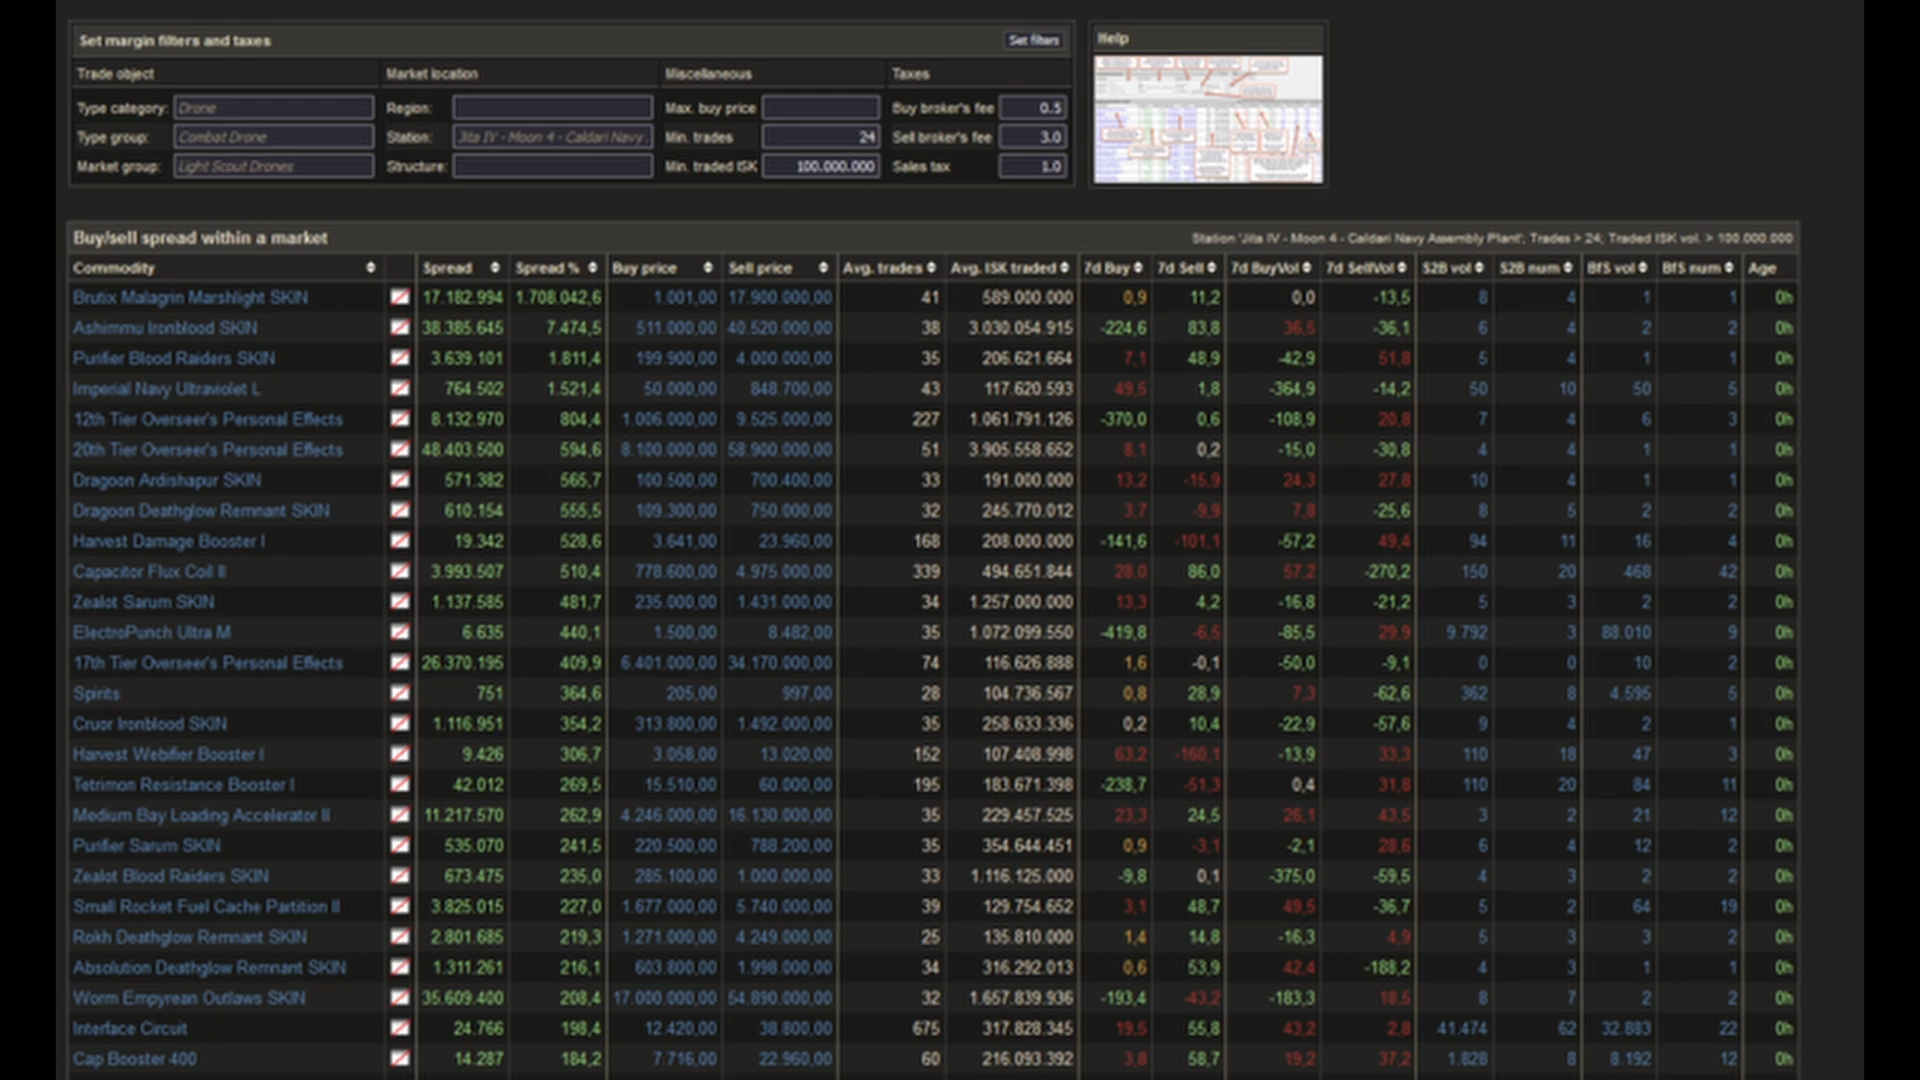 Set margin filters and taxes Set filters
Help
Trade object Market location Miscellaneous Taxes
Type category: Drone Region: Max. buy price Buy broker's fee 0.5
Type group: Combat Drone Station: Jita IV - Moon 4 - Caldari Navy Min. trades 24 Sell broker's fee 3.0
Market group: Light Scout Drones Structure: Min. traded ISK 100.000.000 Sales tax 1.0
Buy/sell spread within a market Station 'Jita IV - Moon 4 - Caldari Navy Assembly Plant'; Trades > 24; Traded ISK vol. > 100.000.000
Commodity Spread Spread % Buy price Sell price Avg. trades Avg. ISK traded 7d Buy 7d Sell 7d BuyVol 7d SellVol S2B vol S2B num BfS vol BfS num Age
Brutix Malagrin Marshlight SKIN 17.182.994 1.708.042,6 1.001,00 17.900.000,00 41 589.000.000 0,9 11,2 0,0 -13,5 8 4 1 1 0h
Ashimmu Ironblood SKIN 38.385.645 7.474,5 511.000,00 40.520.000,00 38 3.030.054.915 -224,6 83,8 36,5 -36,1 6 4 2 2 0h
Purifier Blood Raiders SKIN 3.639.101 1.811,4 199.900,00 4.000.000,00 35 206.621.664 7,1 48,9 -42,9 51,8 5 4 1 1 0h
Imperial Navy Ultraviolet L 764.502 1.521,4 50.000,00 848.700,00 43 117.620.593 49,5 1,8 -364,9 -14,2 50 10 50 5 0h
12th Tier Overseer's Personal Effects 8.132.970 804,4 1.006.000,00 9.525.000,00 227 1.061.791.126 -370,0 0,6 -108,9 20,8 7 4 6 3 0h
20th Tier Overseer's Personal Effects 48.403.500 594,6 8.100.000,00 58.900.000,00 51 3.905.558.652 8,1 0,2 -15,0 -30,8 4 4 1 1 0h
Dragoon Ardishapur SKIN 571.382 565,7 100.500,00 700.400,00 33 191.000.000 13,2 -15,9 24,3 27,8 10 4 1 1 0h
Dragoon Deathglow Remnant SKIN 610.154 555,5 109.300,00 750.000,00 32 245.770.012 3,7 -9,9 7,8 -25,6 8 5 2 2 0h
Harvest Damage Booster I 19.342 528,6 3.641,00 23.960,00 168 208.000.000 -141,6 -101,1 -57,2 49,4 94 11 16 4 0h
Capacitor Flux Coil II 3.993.507 510,4 778.600,00 4.975.000,00 339 494.651.844 28,0 86,0 57,2 -270,2 150 20 468 42 0h
Zealot Sarum SKIN 1.137.585 481,7 235.000,00 1.431.000,00 34 1.257.000.000 13,3 4,2 -16,8 -21,2 5 3 2 2 0h
ElectroPunch Ultra M 6.635 440,1 1.500,00 8.482,00 35 1.072.099.550 -419,8 -6,5 -85,5 29,9 9.792 3 88.010 9 0h
17th Tier Overseer's Personal Effects 26.370.195 409,9 6.401.000,00 34.170.000,00 74 116.626.888 1,6 -0,1 -50,0 -9,1 0 0 10 2 0h
Spirits 751 364,6 205,00 997,00 28 104.736.567 0,8 28,9 7,3 -62,6 362 8 4.595 5 0h
Cruor Ironblood SKIN 1.116.951 354,2 313.800,00 1.492.000,00 35 258.633.336 0,2 10,4 -22,9 -57,6 9 4 2 1 0h
Harvest Webifier Booster I 9.426 306,7 3.058,00 13.020,00 152 107.408.998 63,2 -160,1 -13,9 33,3 110 18 47 3 0h
Tetrimon Resistance Booster I 42.012 269,5 15.510,00 60.000,00 195 183.671.398 -238,7 -51,3 0,4 31,8 110 20 84 11 0h
Medium Bay Loading Accelerator II 11.217.570 262,9 4.246.000,00 16.130.000,00 35 229.457.525 23,3 24,5 26,1 43,5 3 2 21 12 0h
Purifier Sarum SKIN 535.070 241,5 220.500,00 788.200,00 35 354.644.451 0,9 -3,1 -2,1 28,6 6 4 12 2 0h
Zealot Blood Raiders SKIN 673.475 235,0 285.100,00 1.000.000,00 33 1.116.125.000 -9,8 0,1 -375,0 -59,5 4 3 2 2 0h
Small Rocket Fuel Cache Partition II 3.825.015 227,0 1.677.000,00 5.740.000,00 39 129.754.652 3,1 48,7 49,5 -36,7 5 2 64 19 0h
Rokh Deathglow Remnant SKIN 2.801.685 219,3 1.271.000,00 4.249.000,00 25 135.810.000 1,4 14,8 -16,3 4,9 5 3 3 2 0h
Absolution Deathglow Remnant SKIN 1.311.261 216,1 603.800,00 1.998.000,00 34 316.292.013 0,6 53,9 42,4 -188,2 4 3 1 1 0h
Worm Empyrean Outlaws SKIN 35.609.400 208,4 17.000.000,00 54.890.000,00 32 1.657.839.936 -193,4 -43,2 -183,3 18,5 8 7 2 2 0h
Interface Circuit 24.766 198,4 12.420,00 38.800,00 675 317.828.345 19,5 55,8 43,2 2,8 41.474 62 32.883 22 0h
Cap Booster 400 14.287 184,2 7.716,00 22.960,00 60 216.093.392 3,8 58,7 19,2 37,2 1.828 8 8.192 12 0h